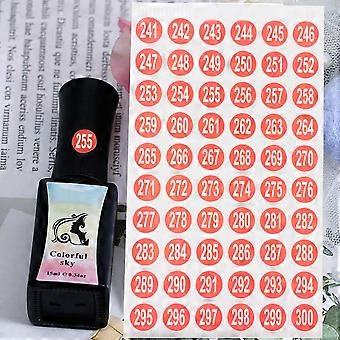 255
Colorful
sky
15ml ℮ 0.34oz
241 242 243 244 245 246
247 248 249 250 251 252
253 254 255 256 257 258
259 260 261 262 263 264
265 266 267 268 269 270
271 272 273 274 275 276
277 278 279 280 281 282
283 284 285 286 287 288
289 290 291 292 293 294
295 296 297 298 299 300